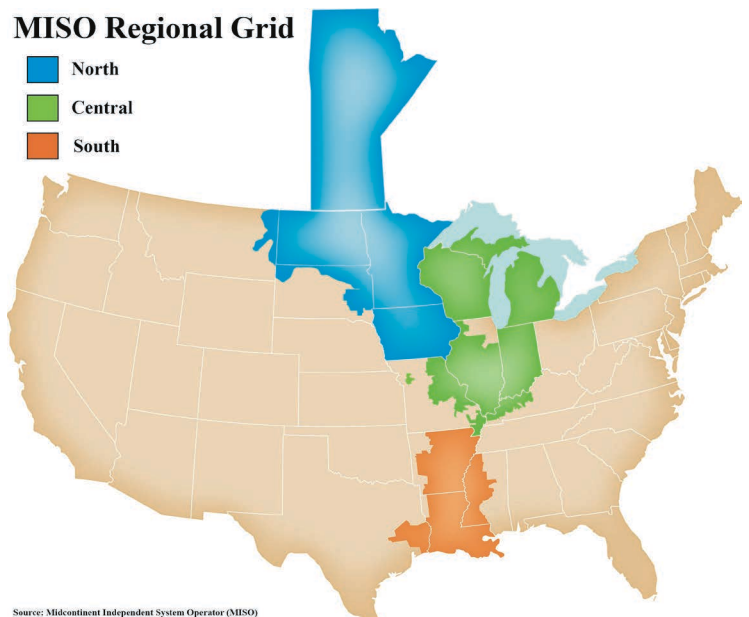 MISO Regional Grid
North
Central
South
Source: Midcontinent Independent System Operator (MISO)